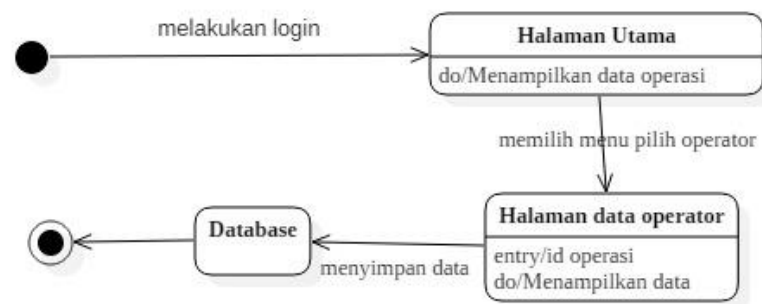 melakukan login
Halaman Utama
do/Menampilkan data operasi
memilih menu pilih operator
Halaman data operator
entry/id operasi
do/Menampilkan data
Database
menyimpan data